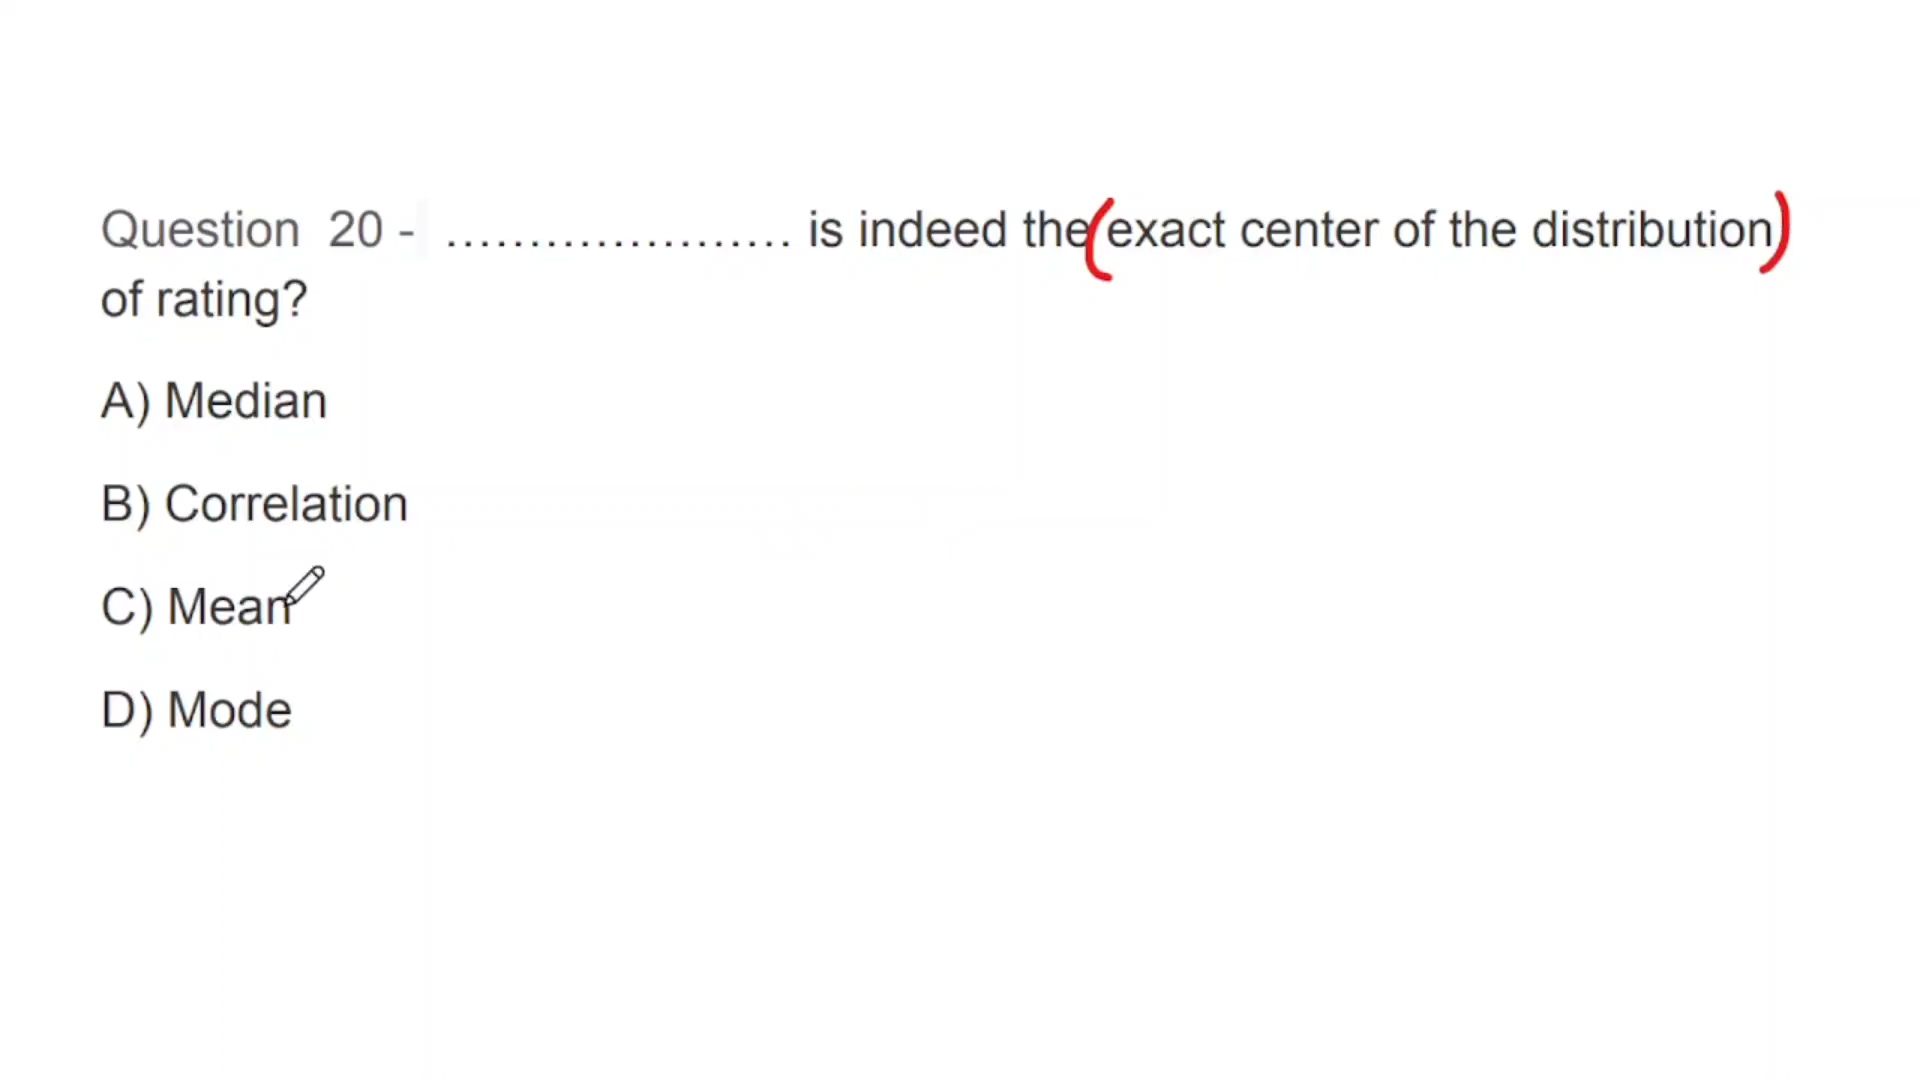 Question 20 - ..................... is indeed the (exact center of the distribution)
of rating?
A) Median
B) Correlation
C) Mean
D) Mode